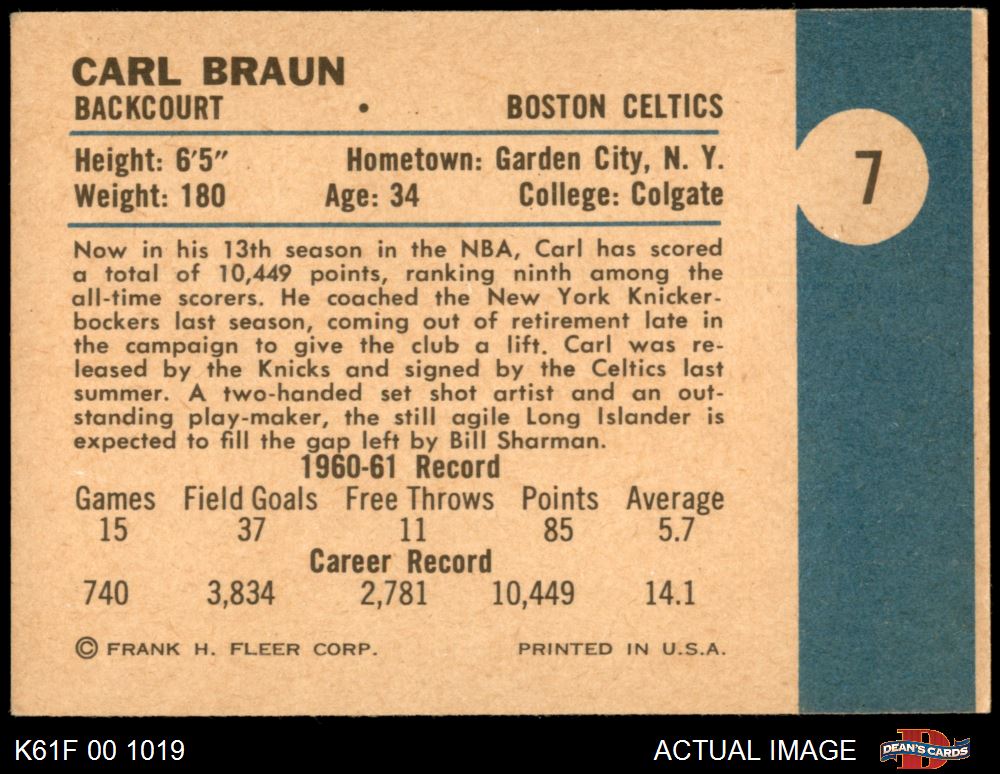 CARL BRAUN
BACKCOURT • BOSTON CELTICS
Height: 6'5" Hometown: Garden City, N. Y.
Weight: 180 Age: 34 College: Colgate
7
Now in his 13th season in the NBA, Carl has scored
a total of 10,449 points, ranking ninth among the
all-time scorers. He coached the New York Knicker-
bockers last season, coming out of retirement late in
the campaign to give the club a lift. Carl was re-
leased by the Knicks and signed by the Celtics last
summer. A two-handed set shot artist and an out-
standing play-maker, the still agile Long Islander is
expected to fill the gap left by Bill Sharman.
1960-61 Record
Games Field Goals Free Throws Points Average
15 37 11 85 5.7
Career Record
740 3,834 2,781 10,449 14.1
© FRANK H. FLEER CORP. PRINTED IN U.S.A.
K61F 00 1019 ACTUAL IMAGE DEAN'S CARDS